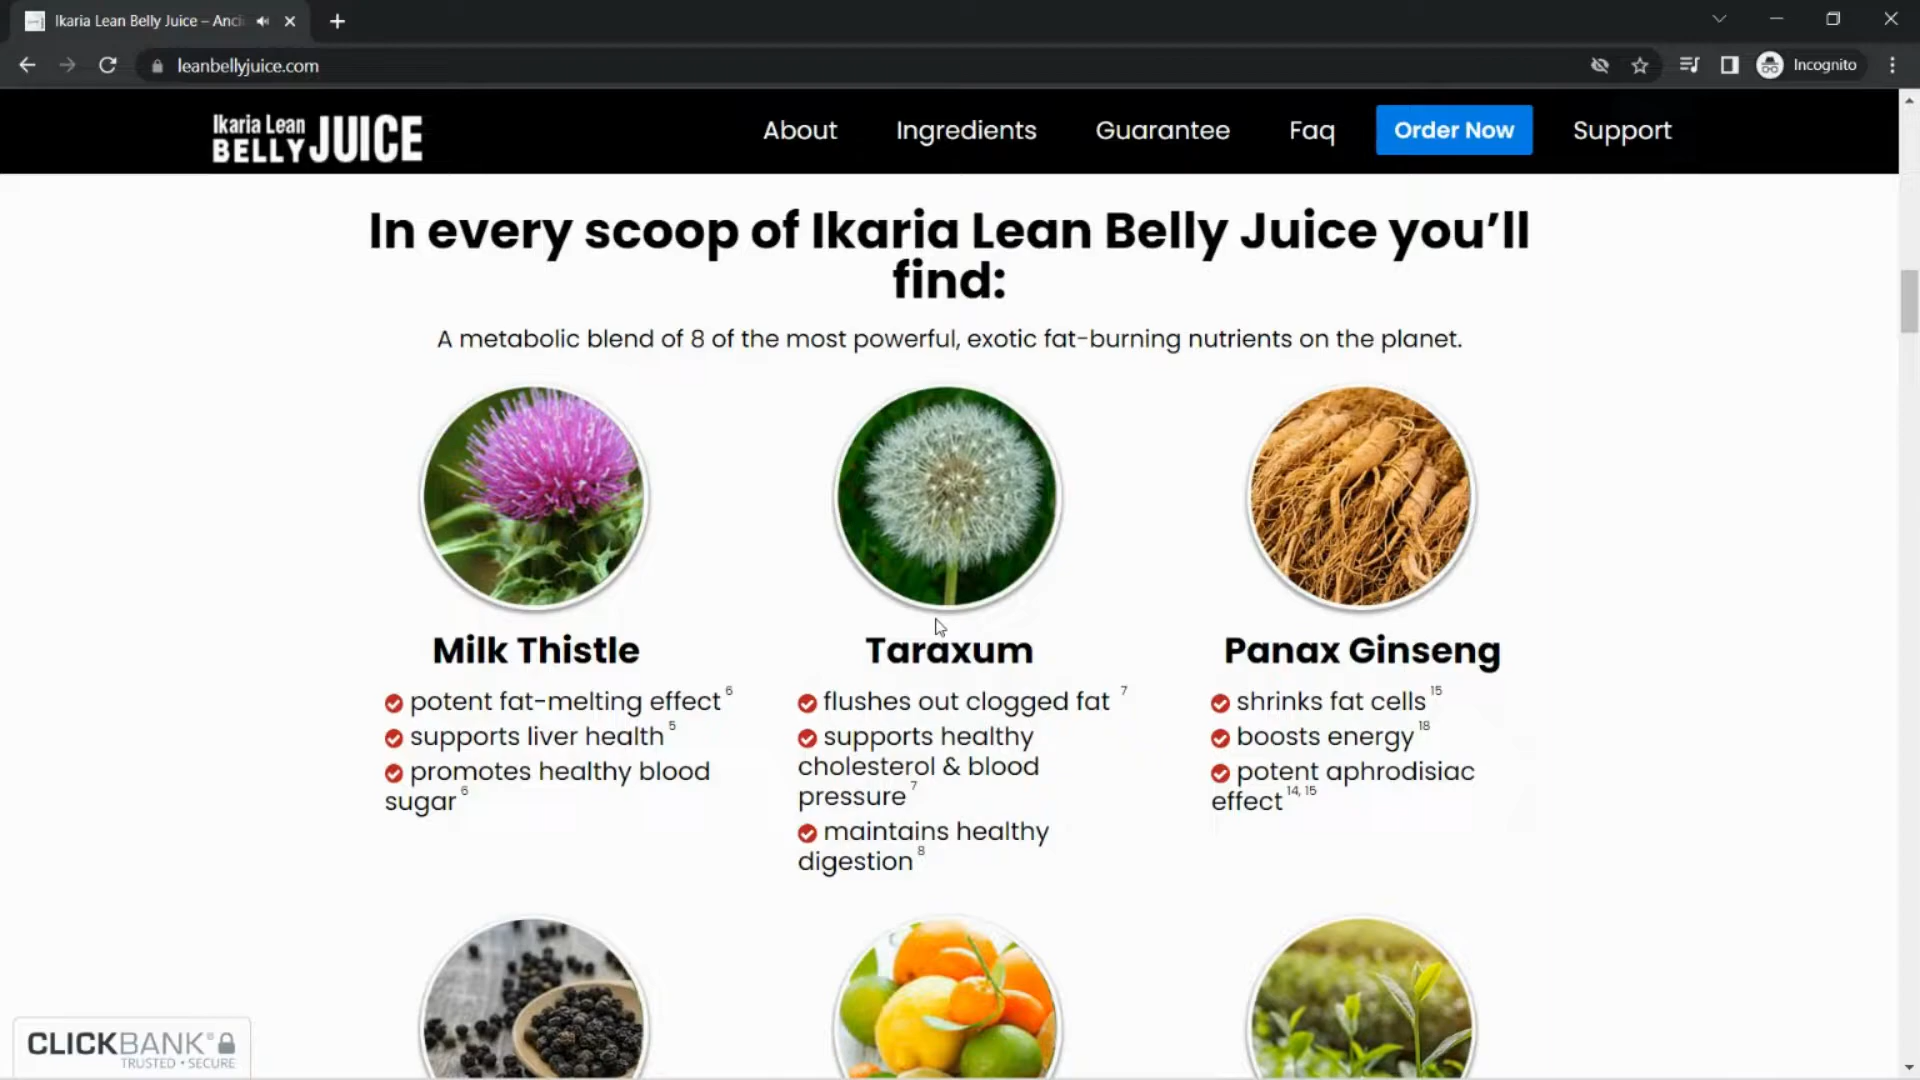 Ikaria Lean Belly Juice – Anci
leanbellyjuice.com
Incognito
Ikaria Lean
BELLY JUICE
About
Ingredients
Guarantee
Faq
Order Now
Support
In every scoop of Ikaria Lean Belly Juice you’ll
find:
A metabolic blend of 8 of the most powerful, exotic fat-burning nutrients on the planet.
Milk Thistle
potent fat-melting effect 6
supports liver health 5
promotes healthy blood
sugar 6
Taraxum
flushes out clogged fat 7
supports healthy
cholesterol & blood
pressure 7
maintains healthy
digestion 8
Panax Ginseng
shrinks fat cells 15
boosts energy 18
potent aphrodisiac
effect 14, 15
CLICKBANK®
TRUSTED • SECURE